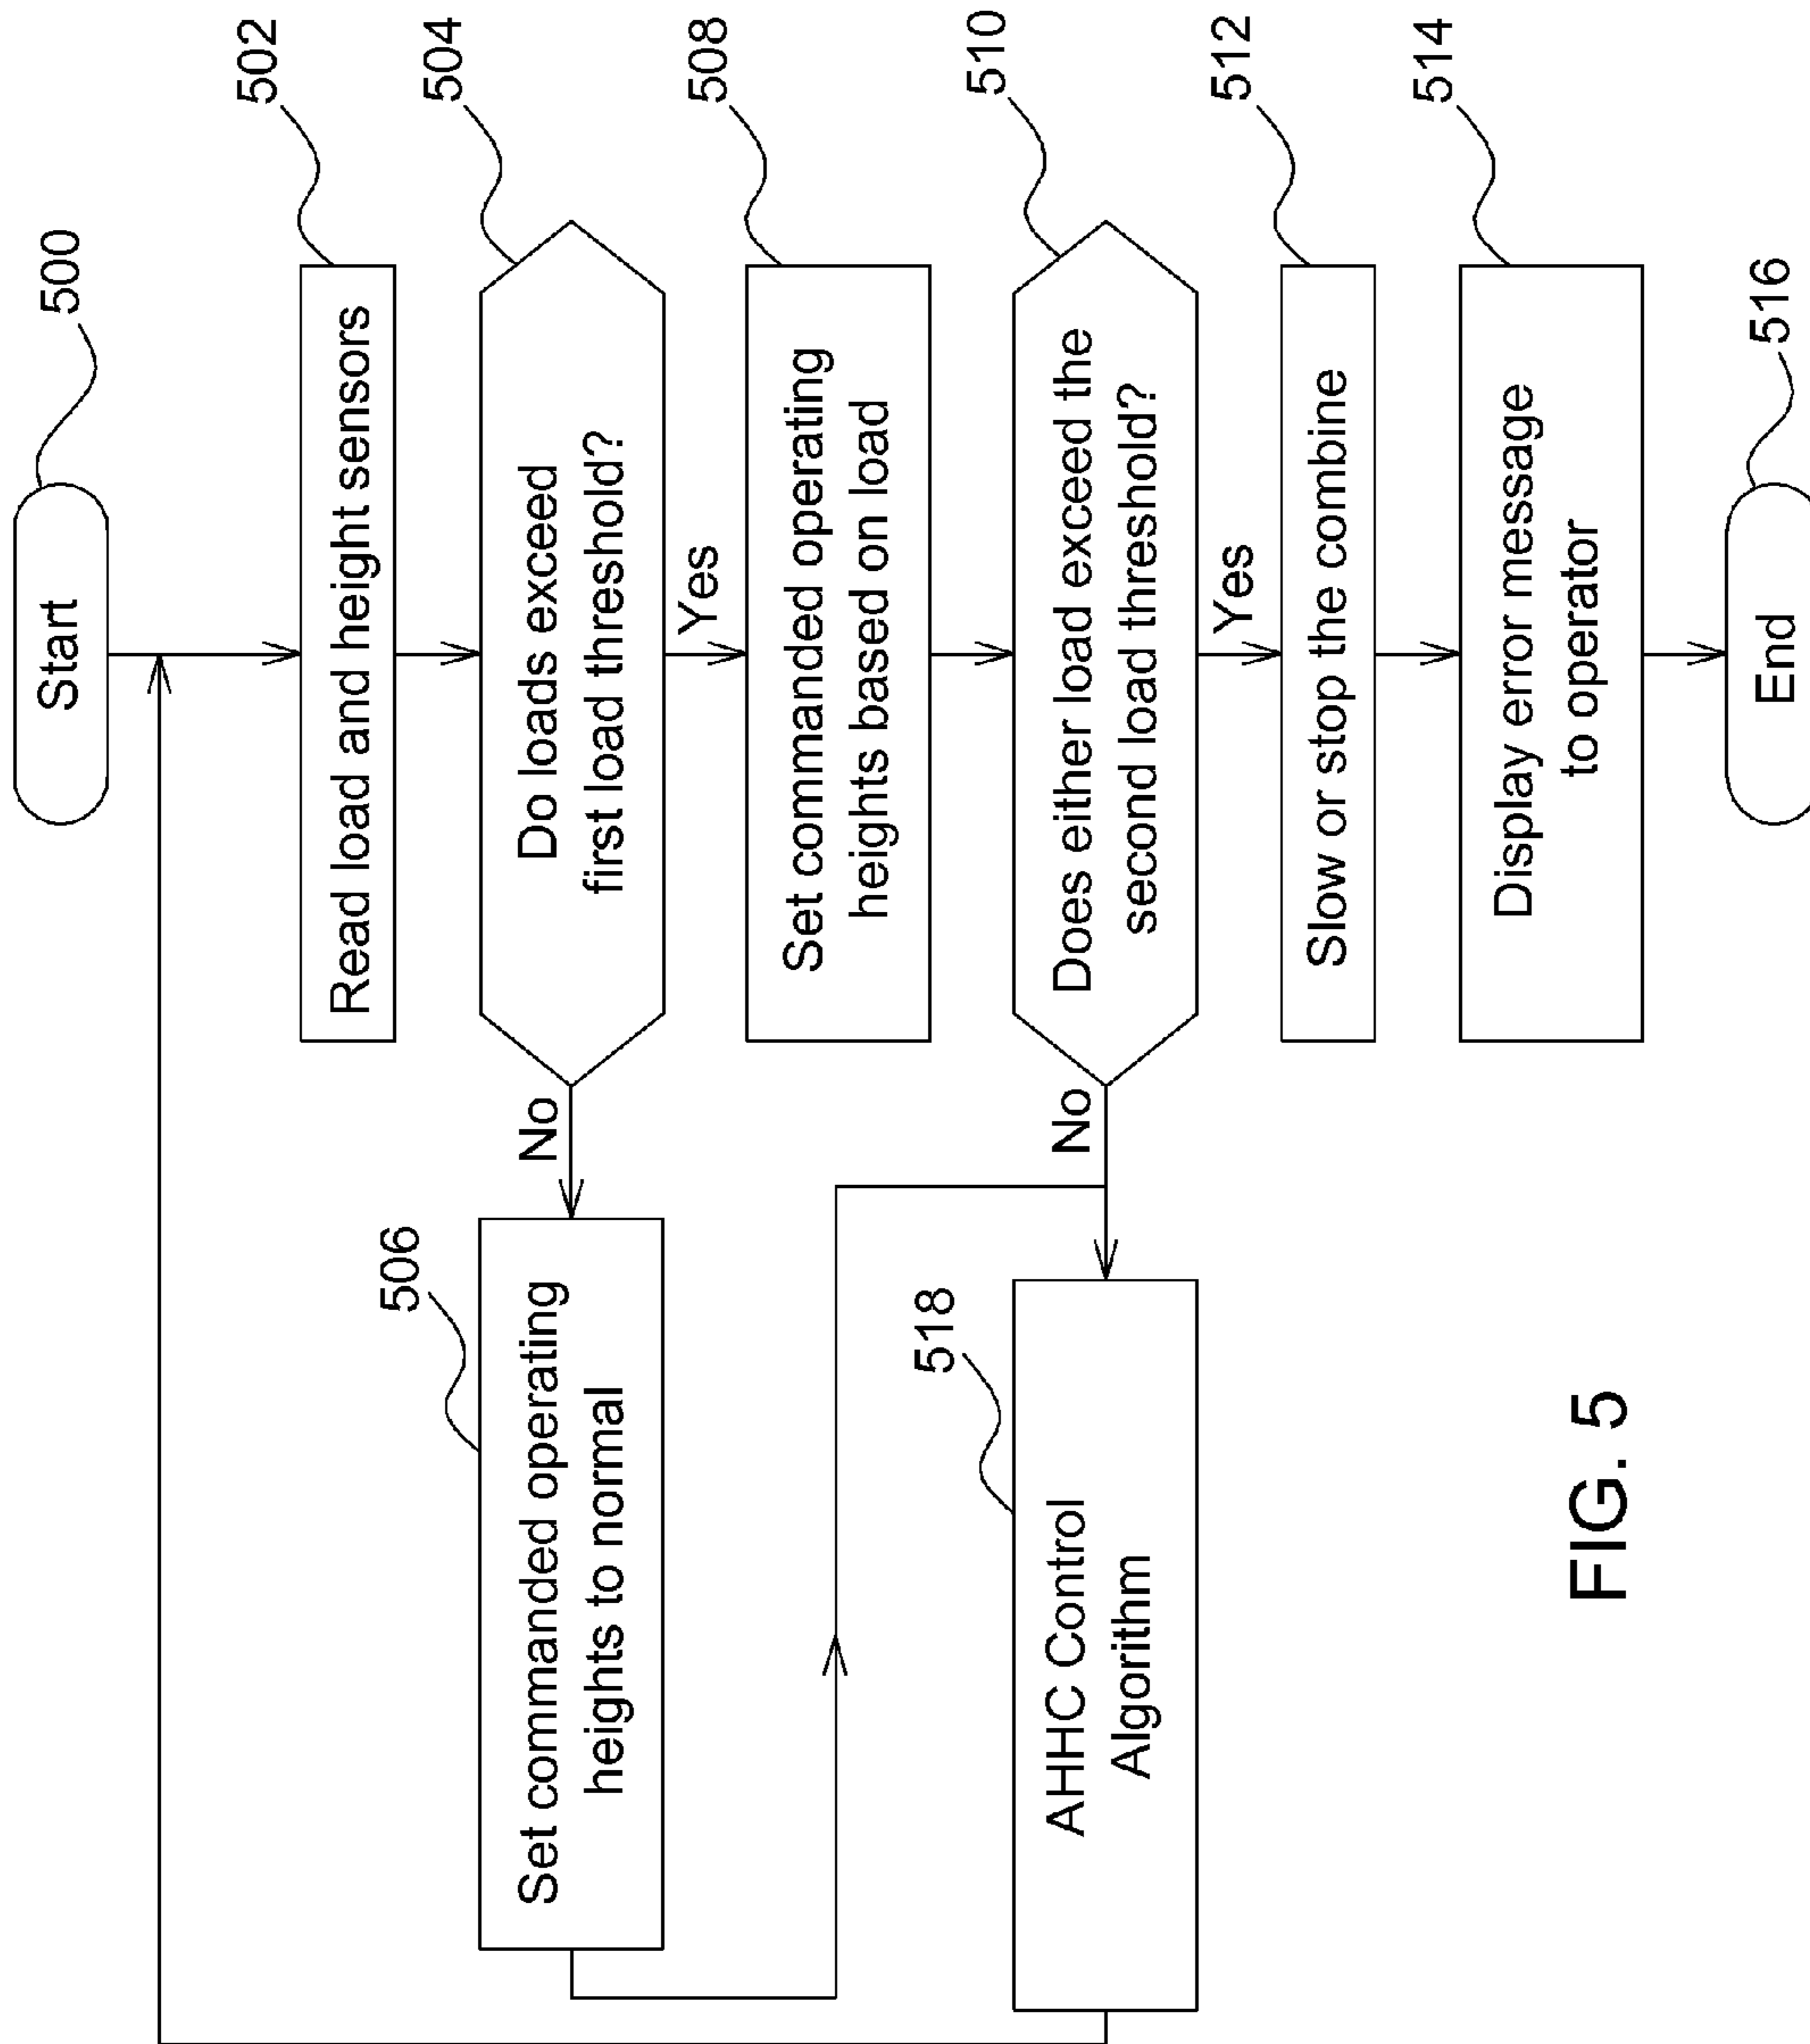 Start
500
Read load and height sensors
502
Do loads exceed
first load threshold?
504
No
Yes
Set commanded operating
heights to normal
506
Set commanded operating
heights based on load
508
Does either load exceed the
second load threshold?
510
No
Yes
AHHC Control
Algorithm
518
Slow or stop the combine
512
Display error message
to operator
514
End
516
FIG. 5